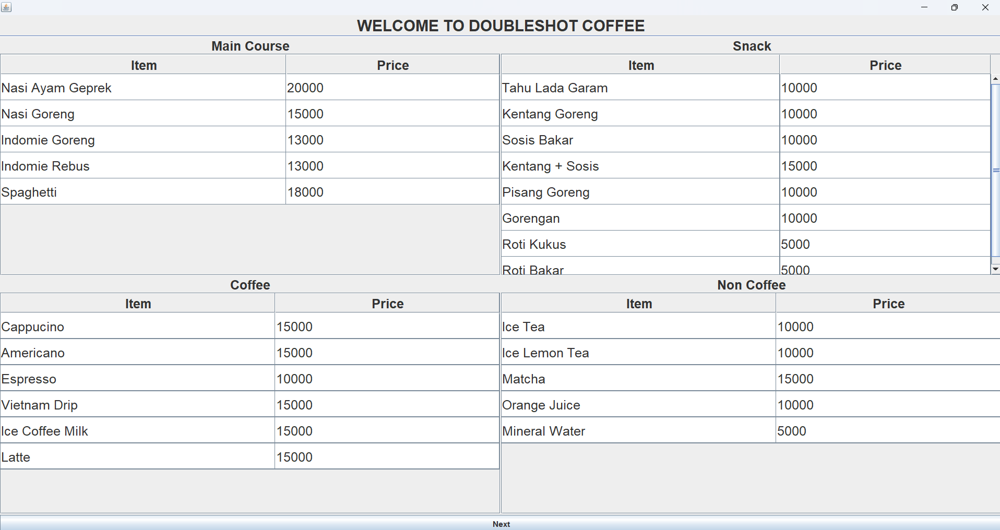 WELCOME TO DOUBLESHOT COFFEE
Main Course
Item Price
Nasi Ayam Geprek 20000
Nasi Goreng 15000
Indomie Goreng 13000
Indomie Rebus 13000
Spaghetti 18000
Snack
Item Price
Tahu Lada Garam 10000
Kentang Goreng 10000
Sosis Bakar 10000
Kentang + Sosis 15000
Pisang Goreng 10000
Gorengan 10000
Roti Kukus 5000
Roti Bakar 5000
Coffee
Item Price
Cappucino 15000
Americano 15000
Espresso 10000
Vietnam Drip 15000
Ice Coffee Milk 15000
Latte 15000
Non Coffee
Item Price
Ice Tea 10000
Ice Lemon Tea 10000
Matcha 15000
Orange Juice 10000
Mineral Water 5000
Next